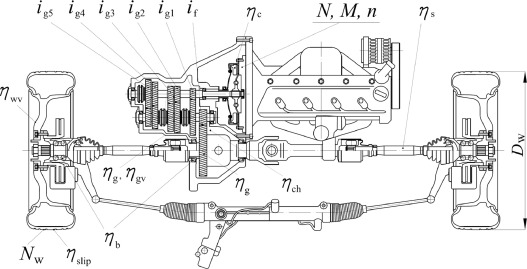 i_g5 i_g4 i_g3 i_g2 i_g1 i_f η_c N, M, n η_s
η_wv
D_w
η_g, η_gv η_g η_ch
η_b
N_w η_slip